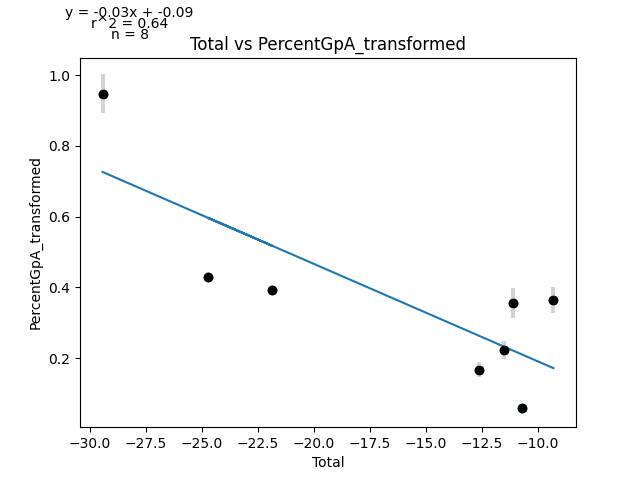 y = -0.03x + -0.09
r^2 = 0.64
n = 8
Total vs PercentGpA_transformed
PercentGpA_transformed
1.0
0.8
0.6
0.4
0.2
−30.0 −27.5 −25.0 −22.5 −20.0 −17.5 −15.0 −12.5 −10.0
Total